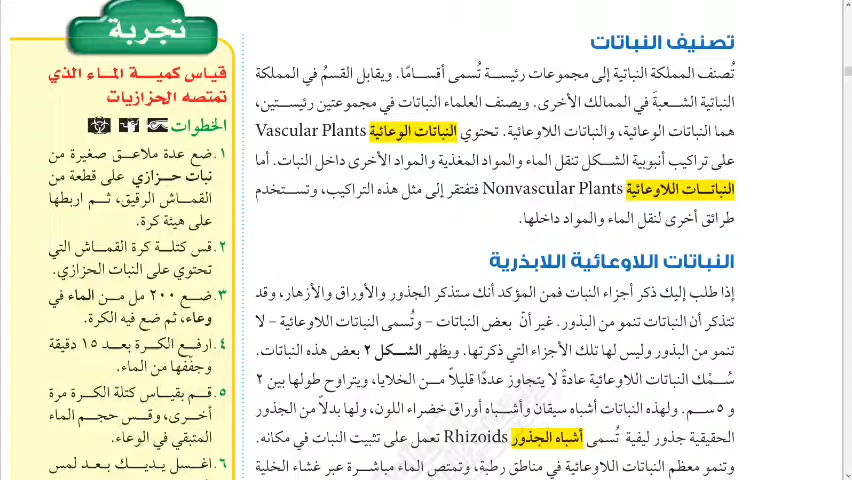 تصنيف النباتات
تُصنف المملكة النباتية إلى مجموعات رئيسة تُسمى أقسامًا. ويقابل القسمُ في المملكة
النباتية الشعبةَ في الممالك الأخرى. ويصنف العلماء النباتات في مجموعتين رئيستين،
هما النباتات الوعائية، والنباتات اللاوعائية. تحتوي النباتات الوعائية Vascular Plants
على تراكيب أنبوبية الشكل تنقل الماء والمواد المغذية والمواد الأخرى داخل النبات. أما
النباتات اللاوعائية Nonvascular Plants فتفتقر إلى مثل هذه التراكيب، وتستخدم
طرائق أخرى لنقل الماء والمواد داخلها.
النباتات اللاوعائية اللابذرية
إذا طلب إليك ذكر أجزاء النبات فمن المؤكد أنك ستذكر الجذور والأوراق والأزهار، وقد
تتذكر أن النباتات تنمو من البذور. غير أنّ بعض النباتات - وتُسمى النباتات اللاوعائية - لا
تنمو من البذور وليس لها تلك الأجزاء التي ذكرتها. ويظهر الشكل ٢ بعض هذه النباتات.
سُمْك النباتات اللاوعائية عادةً لا يتجاوز عددًا قليلاً من الخلايا، ويتراوح طولها بين ٢
و ٥ سم. ولهذه النباتات أشباه سيقان وأشباه أوراق خضراء اللون، ولها بدلاً من الجذور
الحقيقية جذور ليفية تُسمى أشباه الجذور Rhizoids تعمل على تثبيت النبات في مكانه.
وتنمو معظم النباتات اللاوعائية في مناطق رطبة، وتمتص الماء مباشرة عبر غشاء الخلية
تجربة
قياس كمية الماء الذي
تمتصه الحزازيات
الخطوات
١. ضع عدة ملاعق صغيرة من
نبات حزازي على قطعة من
القماش الرقيق، ثم اربطها
على هيئة كرة.
٢. قس كتلة كرة القماش التي
تحتوي على النبات الحزازي.
٣. ضع ٢٠٠ مل من الماء في
وعاء، ثم ضع فيه الكرة.
٤. ارفع الكرة بعد ١٥ دقيقة
وجفّفها من الماء.
٥. قم بقياس كتلة الكرة مرة
أخرى، وقس حجم الماء
المتبقي في الوعاء.
٦. اغسل يديك بعد لمس